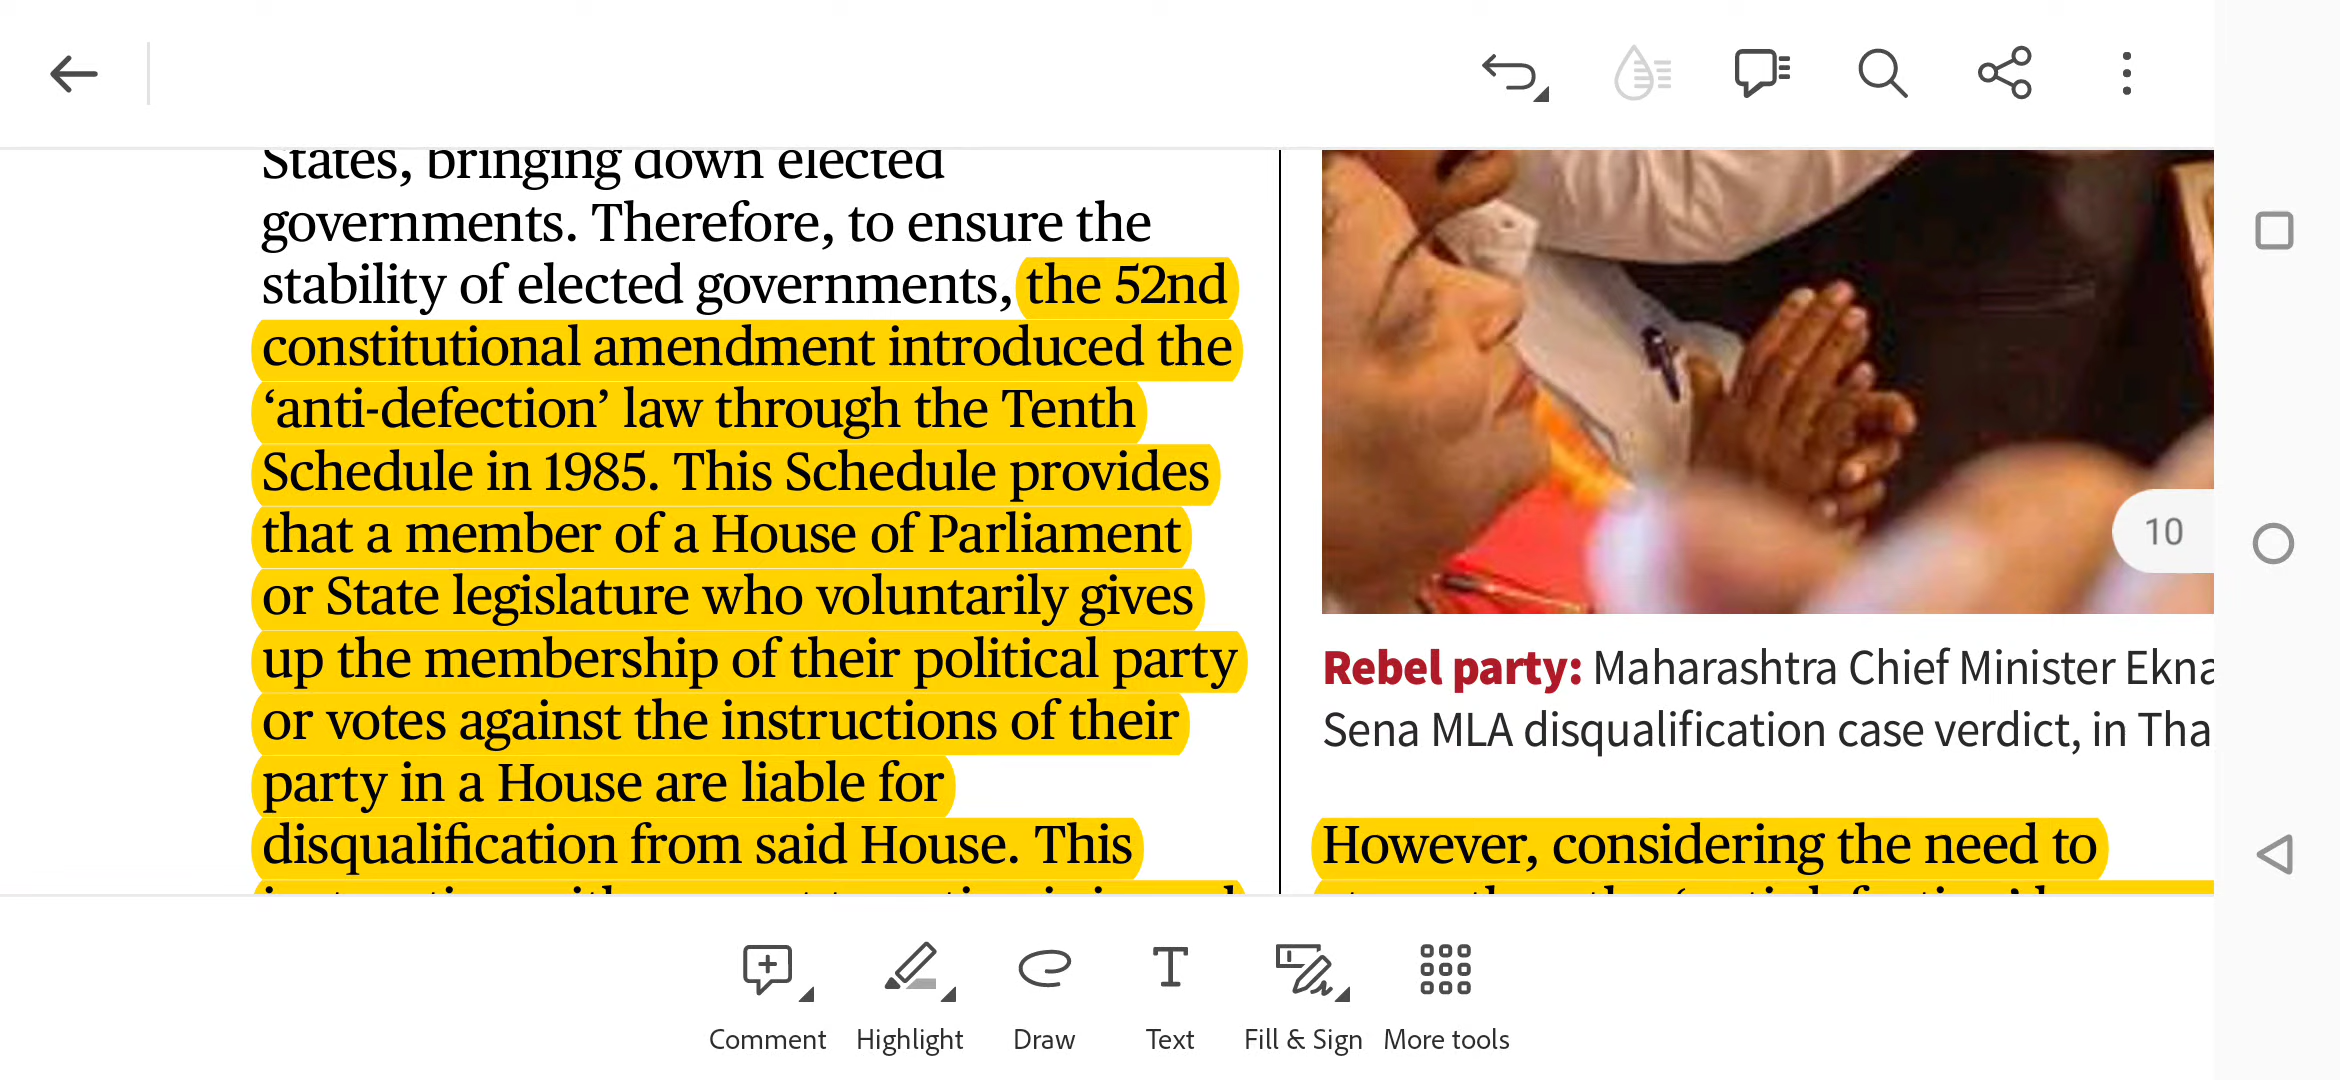 States, bringing down elected
governments. Therefore, to ensure the
stability of elected governments, the 52nd
constitutional amendment introduced the
‘anti-defection’ law through the Tenth
Schedule in 1985. This Schedule provides
that a member of a House of Parliament
or State legislature who voluntarily gives
up the membership of their political party
or votes against the instructions of their
party in a House are liable for
disqualification from said House. This
10
Rebel party: Maharashtra Chief Minister Ekna
Sena MLA disqualification case verdict, in Tha
However, considering the need to
Comment
Highlight
Draw
Text
Fill & Sign
More tools